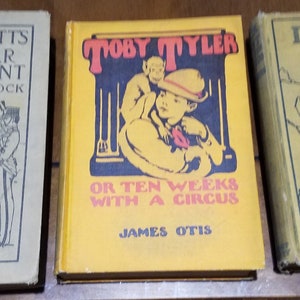 TOBY TYLER
OR TEN WEEKS
WITH A CIRCUS
JAMES OTIS